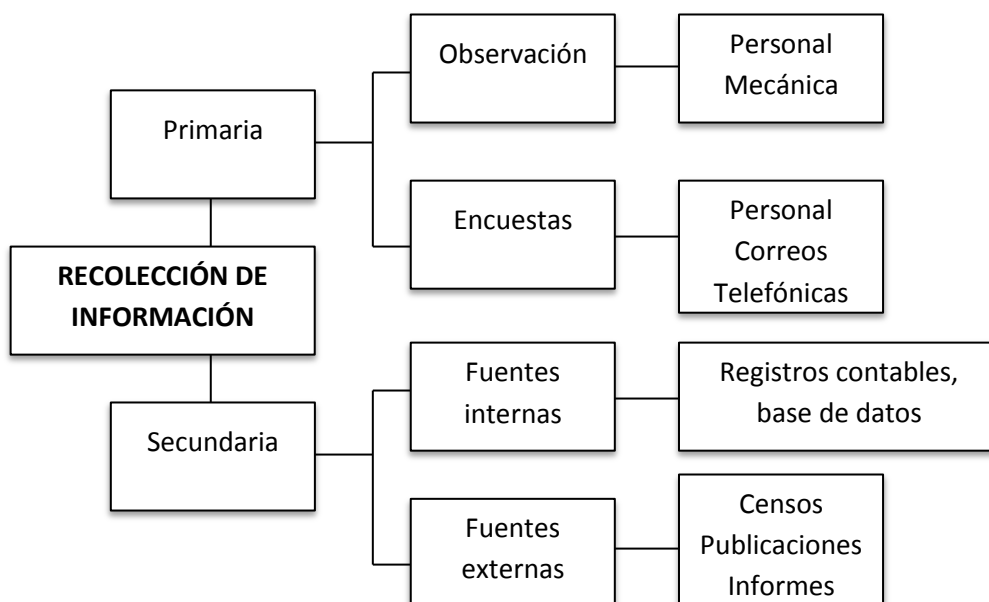 Observación
Personal
Mecánica
Primaria
Encuestas
Personal
Correos
Telefónicas
RECOLECCIÓN DE
INFORMACIÓN
Fuentes
internas
Registros contables,
base de datos
Secundaria
Fuentes
externas
Censos
Publicaciones
Informes